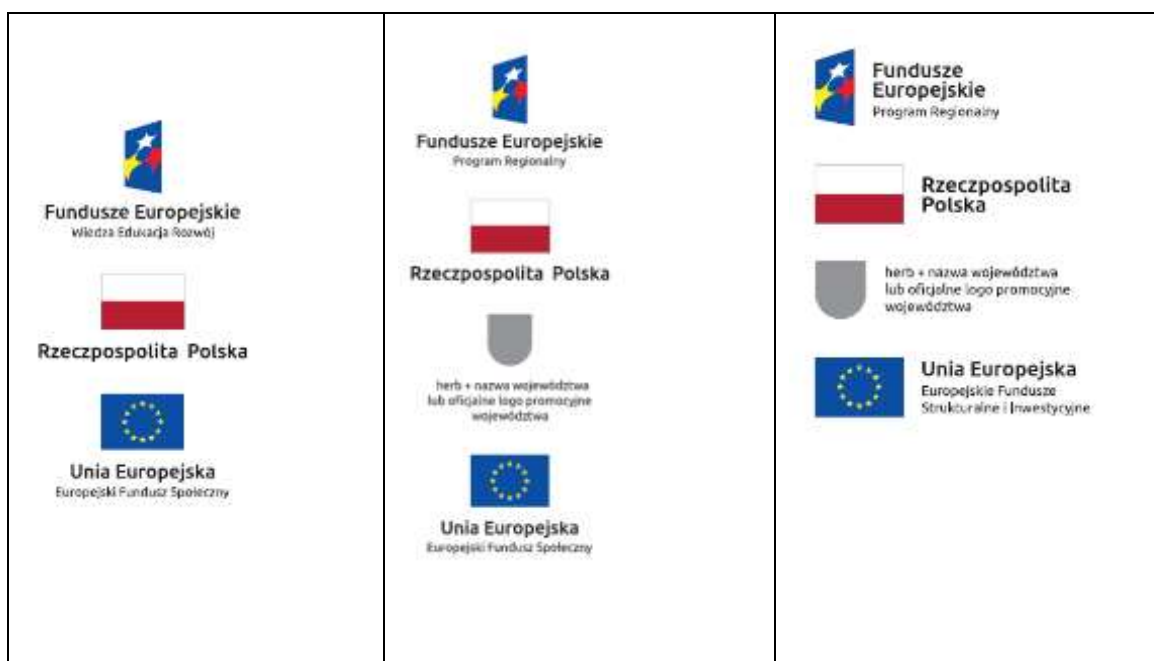 Fundusze Europejskie
Wiedza Edukacja Rozwój
Rzeczpospolita Polska
Unia Europejska
Europejski Fundusz Społeczny
Fundusze Europejskie
Program Regionalny
Rzeczpospolita Polska
herb + nazwa województwa
lub oficjalne logo promocyjne
województwa
Unia Europejska
Europejski Fundusz Społeczny
Fundusze
Europejskie
Program Regionalny
Rzeczpospolita
Polska
herb + nazwa województwa
lub oficjalne logo promocyjne
województwa
Unia Europejska
Europejskie Fundusze
Strukturalne i Inwestycyjne